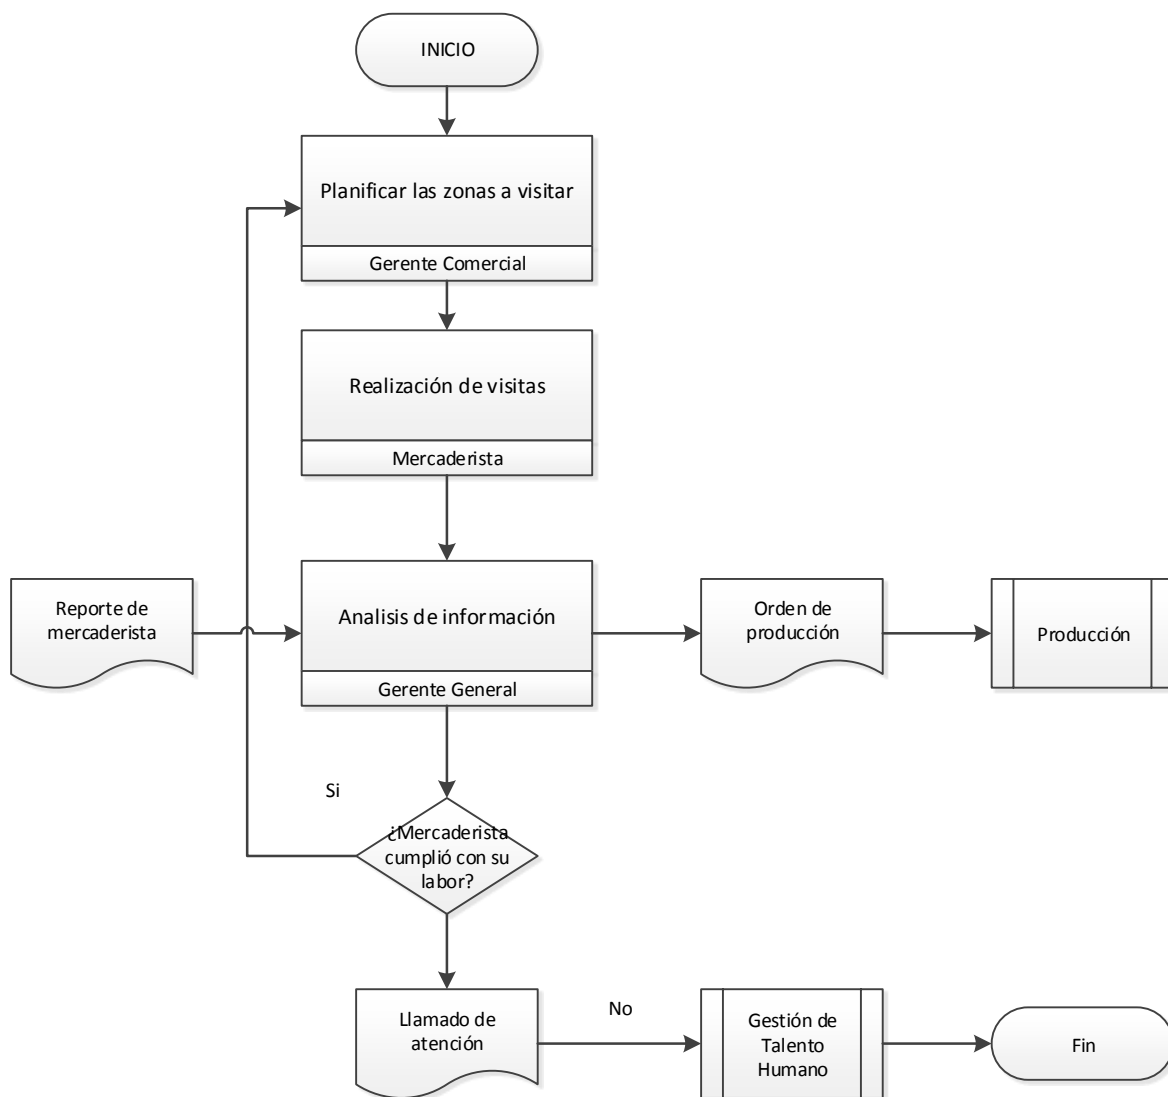 INICIO
Planificar las zonas a visitar
Gerente Comercial
Realización de visitas
Mercaderista
Reporte de
mercaderista
Analisis de información
Gerente General
Orden de
producción
Producción
Si
¿Mercaderista
cumplió con su
labor?
Llamado de
atención
No
Gestión de
Talento
Humano
Fin